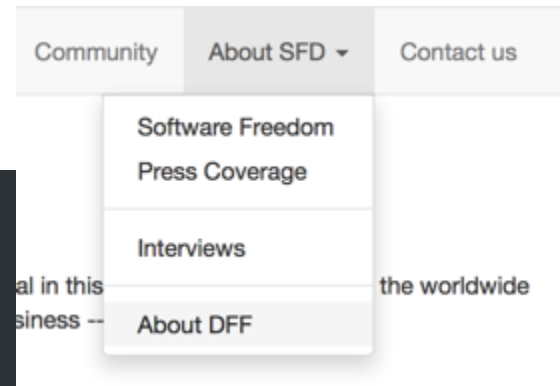 Community About SFD Contact us
Software Freedom
Press Coverage
Interviews
al in this the worldwide
siness --
About DFF